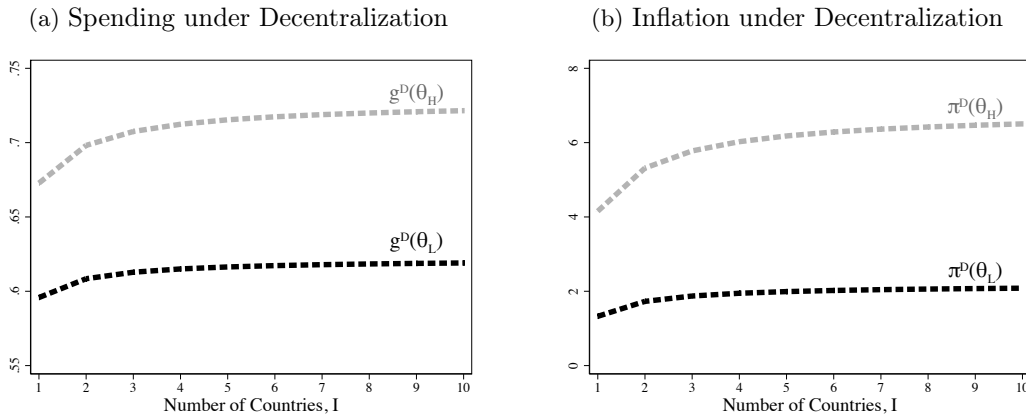 (a) Spending under Decentralization
.75
.7
.65
.6
.55
g^D(θ_H)
g^D(θ_L)
1 2 3 4 5 6 7 8 9 10
Number of Countries, I
(b) Inflation under Decentralization
8
6
4
2
0
π^D(θ_H)
π^D(θ_L)
1 2 3 4 5 6 7 8 9 10
Number of Countries, I